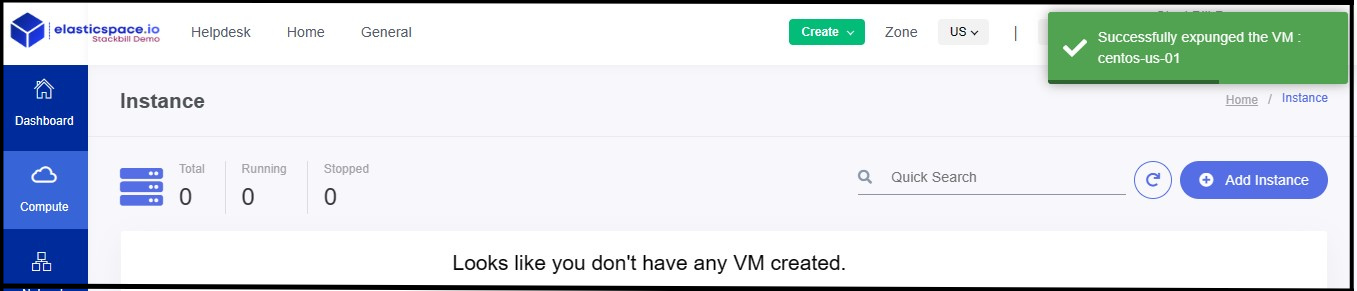 elasticspace.io
Stackbill Demo
Helpdesk
Home
General
Create
Zone
US
|
Successfully expunged the VM :
centos-us-01
Dashboard
Compute
Instance
Home / Instance
Total
0
Running
0
Stopped
0
Quick Search
Add Instance
Looks like you don't have any VM created.